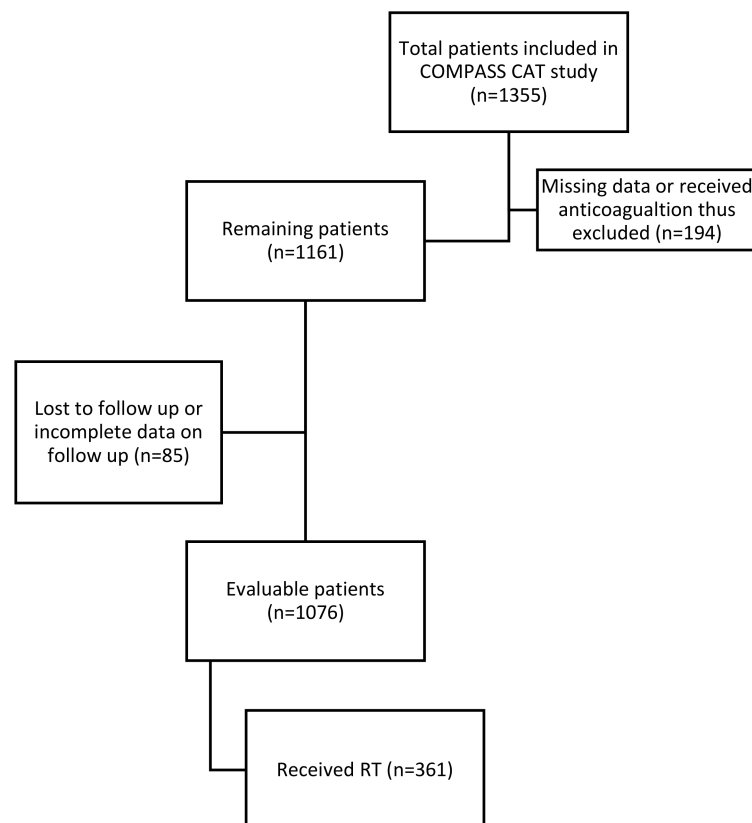 Total patients included in
COMPASS CAT study
(n=1355)
Missing data or received
anticoagualtion thus
excluded (n=194)
Remaining patients
(n=1161)
Lost to follow up or
incomplete data on
follow up (n=85)
Evaluable patients
(n=1076)
Received RT (n=361)